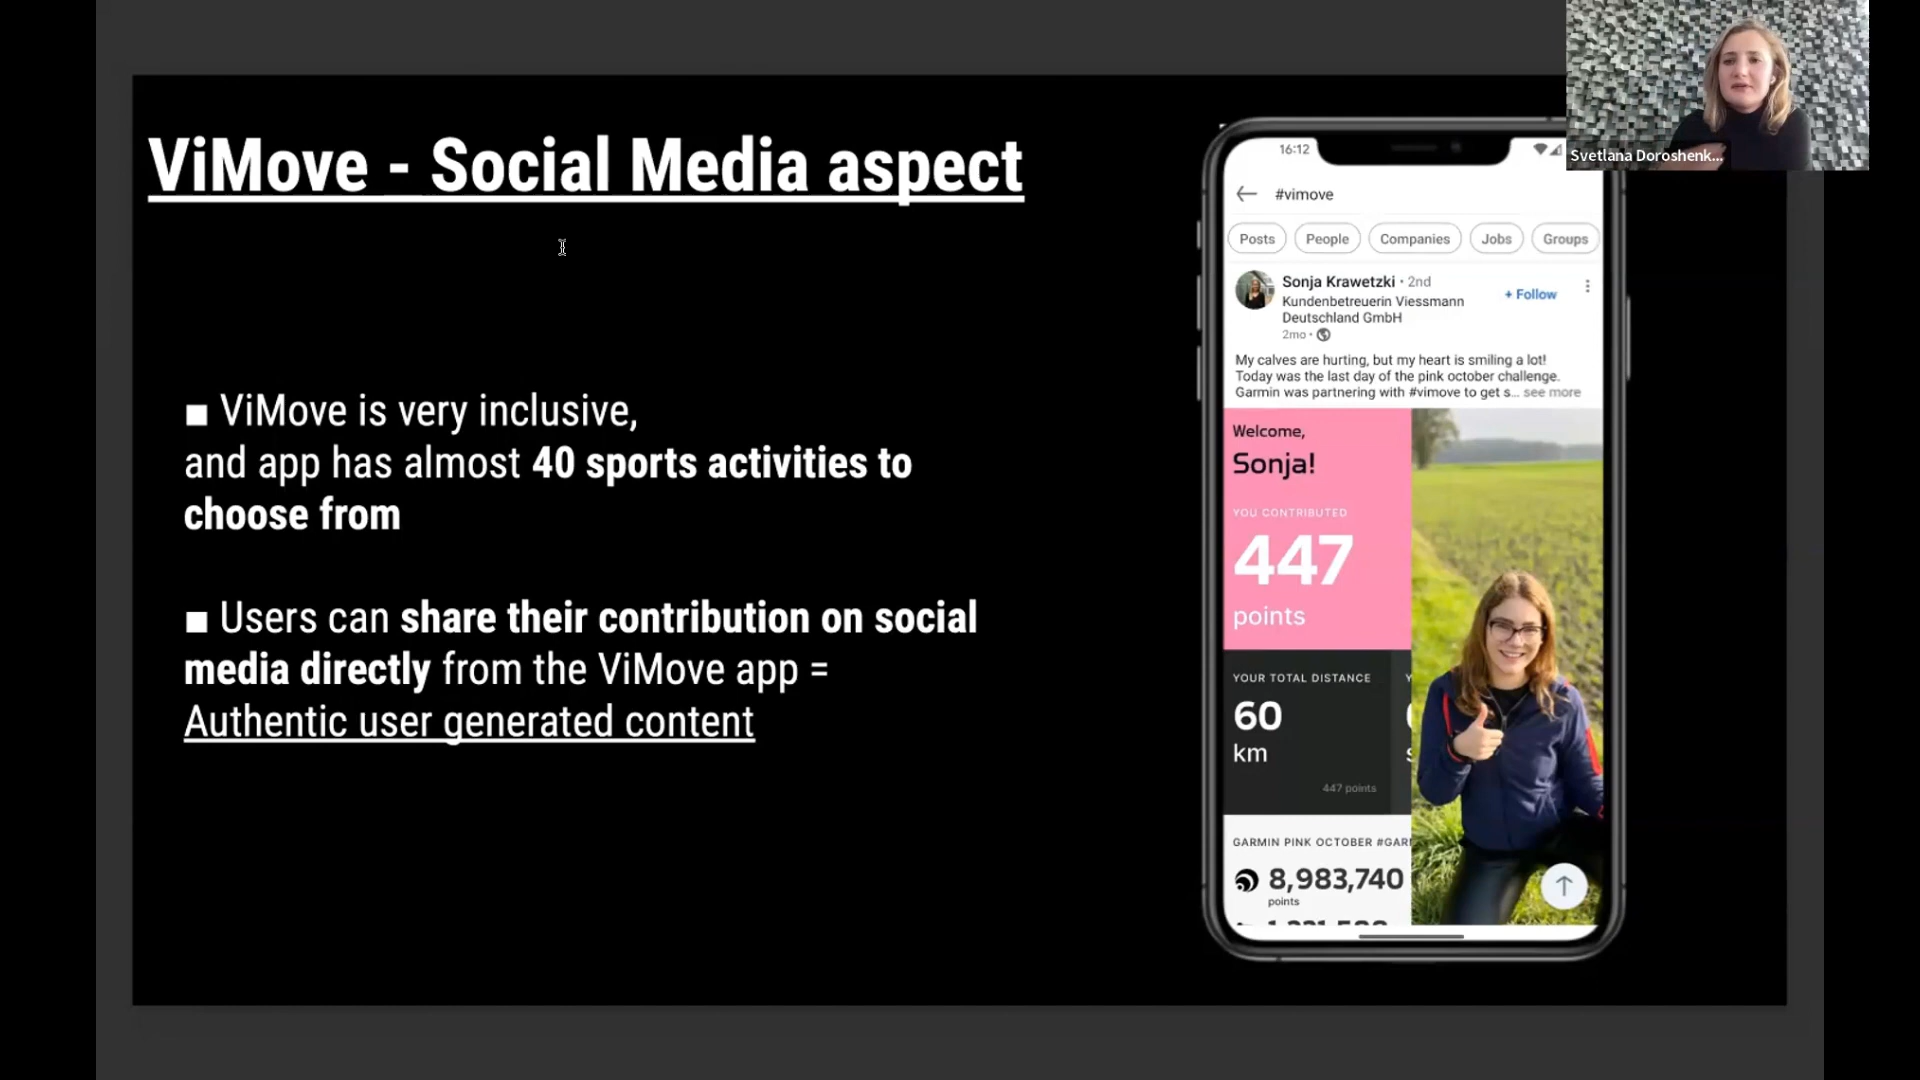 ViMove - Social Media aspect
■ ViMove is very inclusive,
and app has almost 40 sports activities to
choose from
■ Users can share their contribution on social
media directly from the ViMove app =
Authentic user generated content
16:12
#vimove
Posts
People
Companies
Jobs
Groups
Sonja Krawetzki • 2nd
Kundenbetreuerin Viessmann
Deutschland GmbH
2mo •
+ Follow
My calves are hurting, but my heart is smiling a lot!
Today was the last day of the pink october challenge.
Garmin was partnering with #vimove to get s... see more
Welcome,
Sonja!
YOU CONTRIBUTED
447
points
YOUR TOTAL DISTANCE
60
km
447 points
GARMIN PINK OCTOBER #GAR
8,983,740
points
Svetlana Doroshenk...